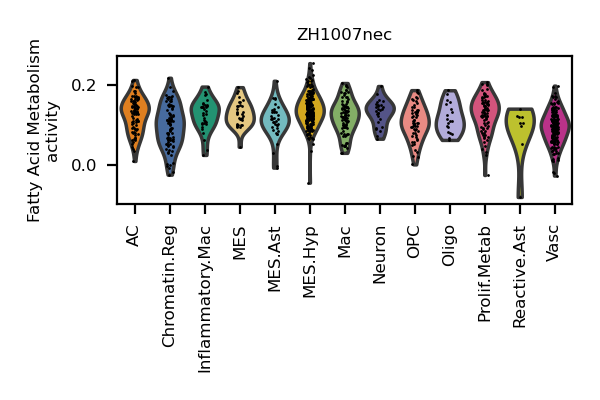 ZH1007nec
Fatty Acid Metabolism
activity
0.2
0.0
AC
Chromatin.Reg
Inflammatory.Mac
MES
MES.Ast
MES.Hyp
Mac
Neuron
OPC
Oligo
Prolif.Metab
Reactive.Ast
Vasc